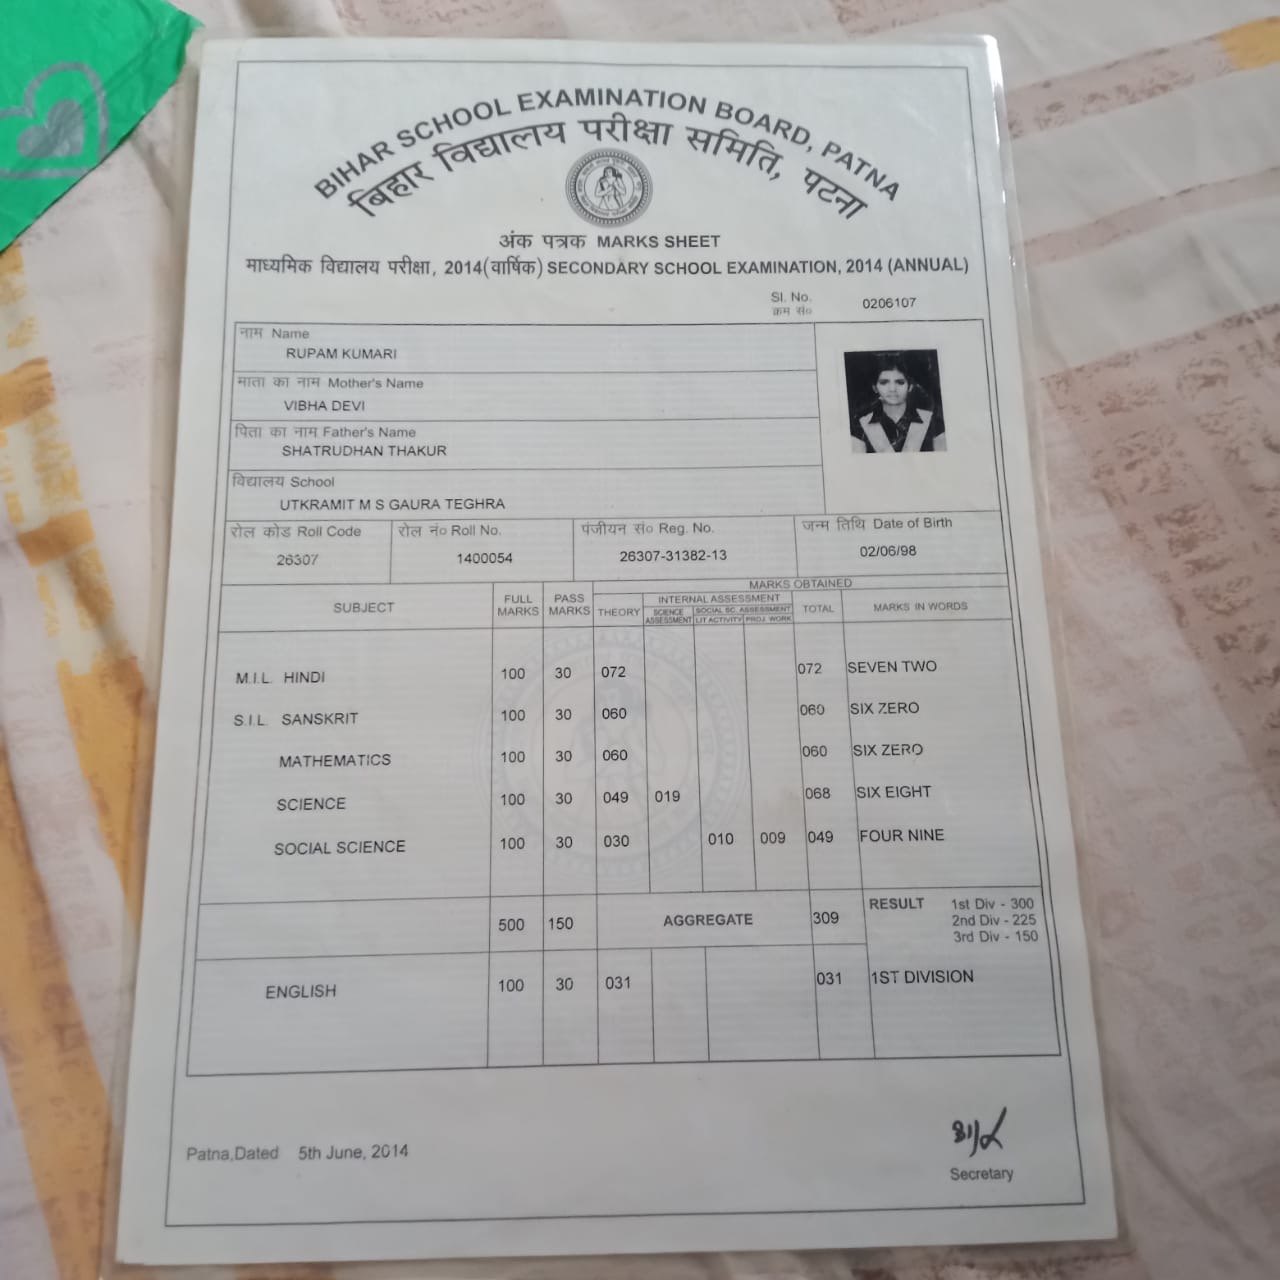 BIHAR SCHOOL EXAMINATION BOARD, PATNA
बिहार विद्यालय परीक्षा समिति, पटना
अंक पत्रक MARKS SHEET
माध्यमिक विद्यालय परीक्षा, 2014(वार्षिक) SECONDARY SCHOOL EXAMINATION, 2014 (ANNUAL)
Sl. No. 0206107
क्रम सं०
नाम Name
RUPAM KUMARI
माता का नाम Mother's Name
VIBHA DEVI
पिता का नाम Father's Name
SHATRUDHAN THAKUR
विद्यालय School
UTKRAMIT M S GAURA TEGHRA
रोल कोड Roll Code रोल नं० Roll No. पंजीयन सं० Reg. No. जन्म तिथि Date of Birth
26307 1400054 26307-31382-13 02/06/98
MARKS OBTAINED
SUBJECT FULL MARKS PASS MARKS THEORY INTERNAL ASSESSMENT TOTAL MARKS IN WORDS
SCIENCE ASSESSMENT SOCIAL SC. ASSESSMENT
LIT ACTIVITY PROJ. WORK
M.I.L. HINDI 100 30 072 072 SEVEN TWO
S.I.L. SANSKRIT 100 30 060 060 SIX ZERO
MATHEMATICS 100 30 060 060 SIX ZERO
SCIENCE 100 30 049 019 068 SIX EIGHT
SOCIAL SCIENCE 100 30 030 010 009 049 FOUR NINE
500 150 AGGREGATE 309 RESULT 1st Div - 300
2nd Div - 225
3rd Div - 150
ENGLISH 100 30 031 031 1ST DIVISION
Patna,Dated 5th June, 2014
Secretary